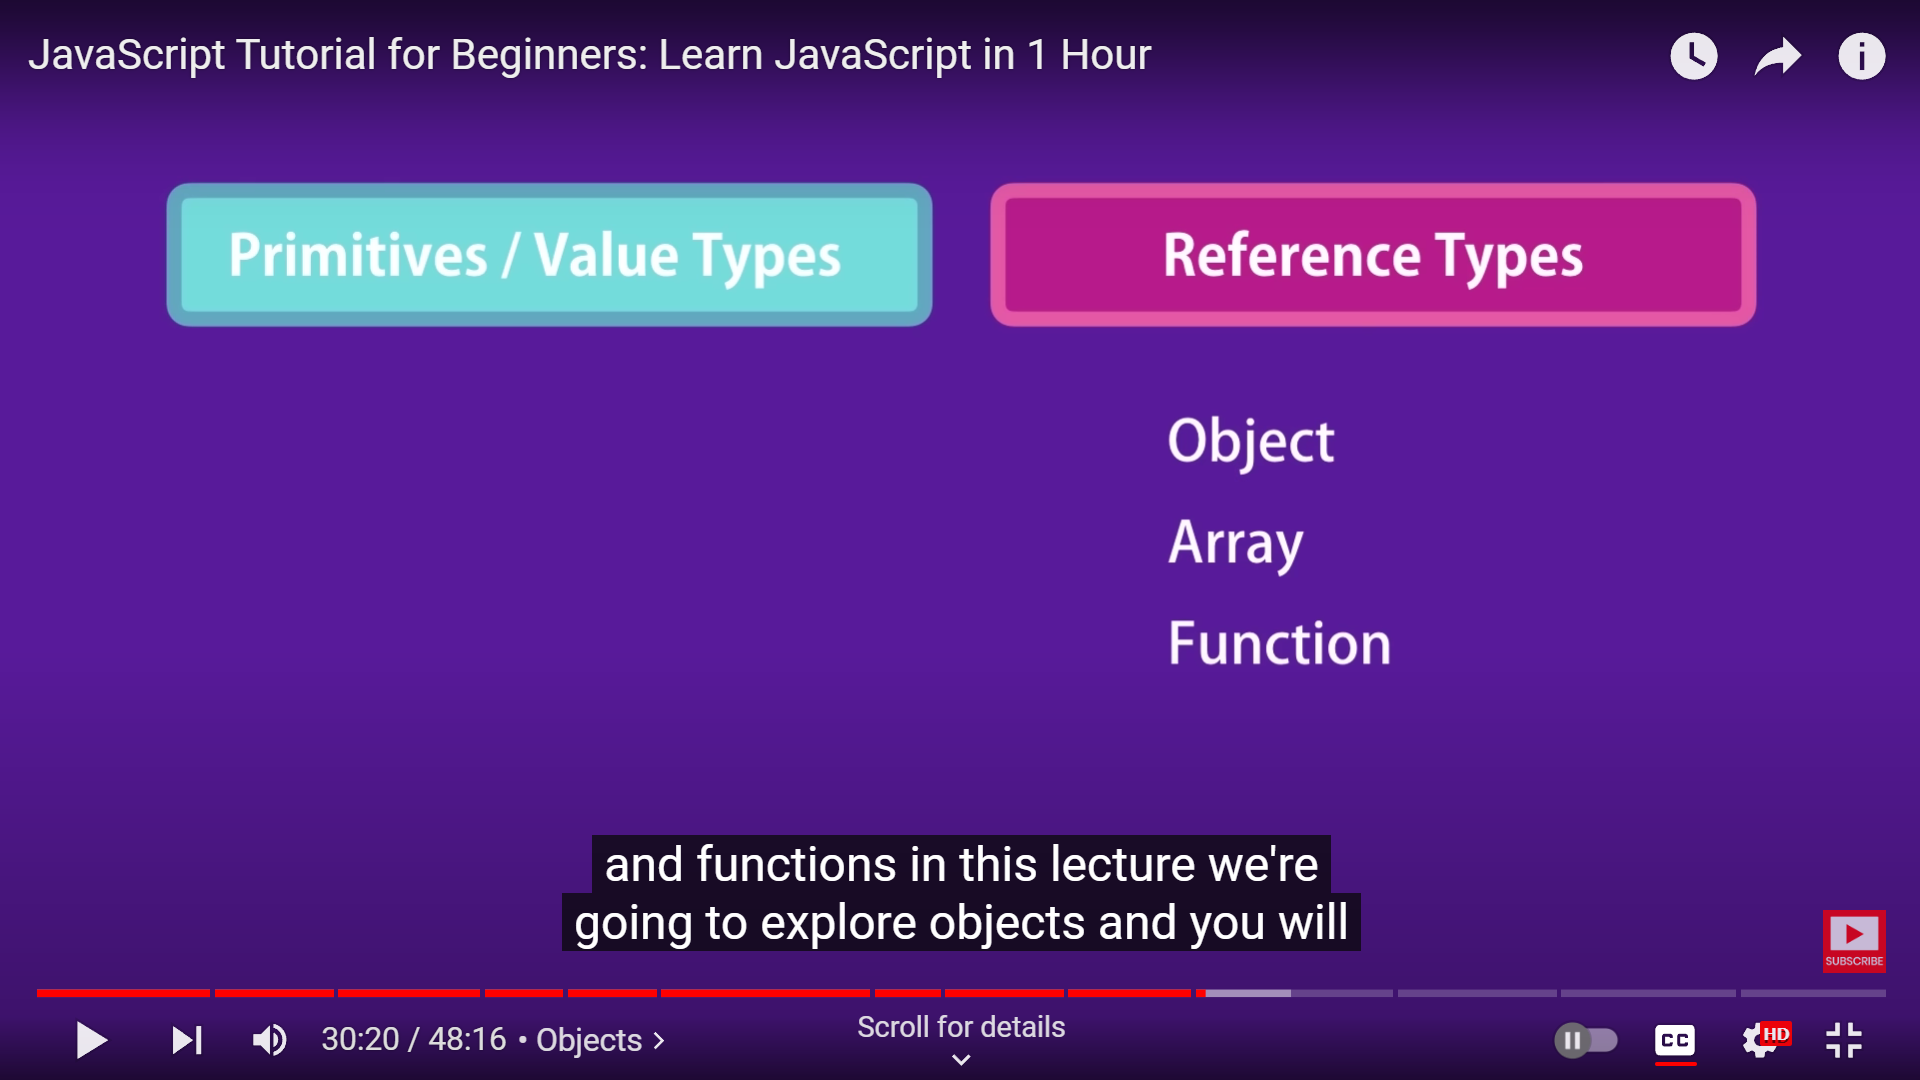 JavaScript Tutorial for Beginners: Learn JavaScript in 1 Hour
Primitives / Value Types
Reference Types
Object
Array
Function
and functions in this lecture we're
going to explore objects and you will
SUBSCRIBE
30:20 / 48:16 • Objects
Scroll for details
CC
HD